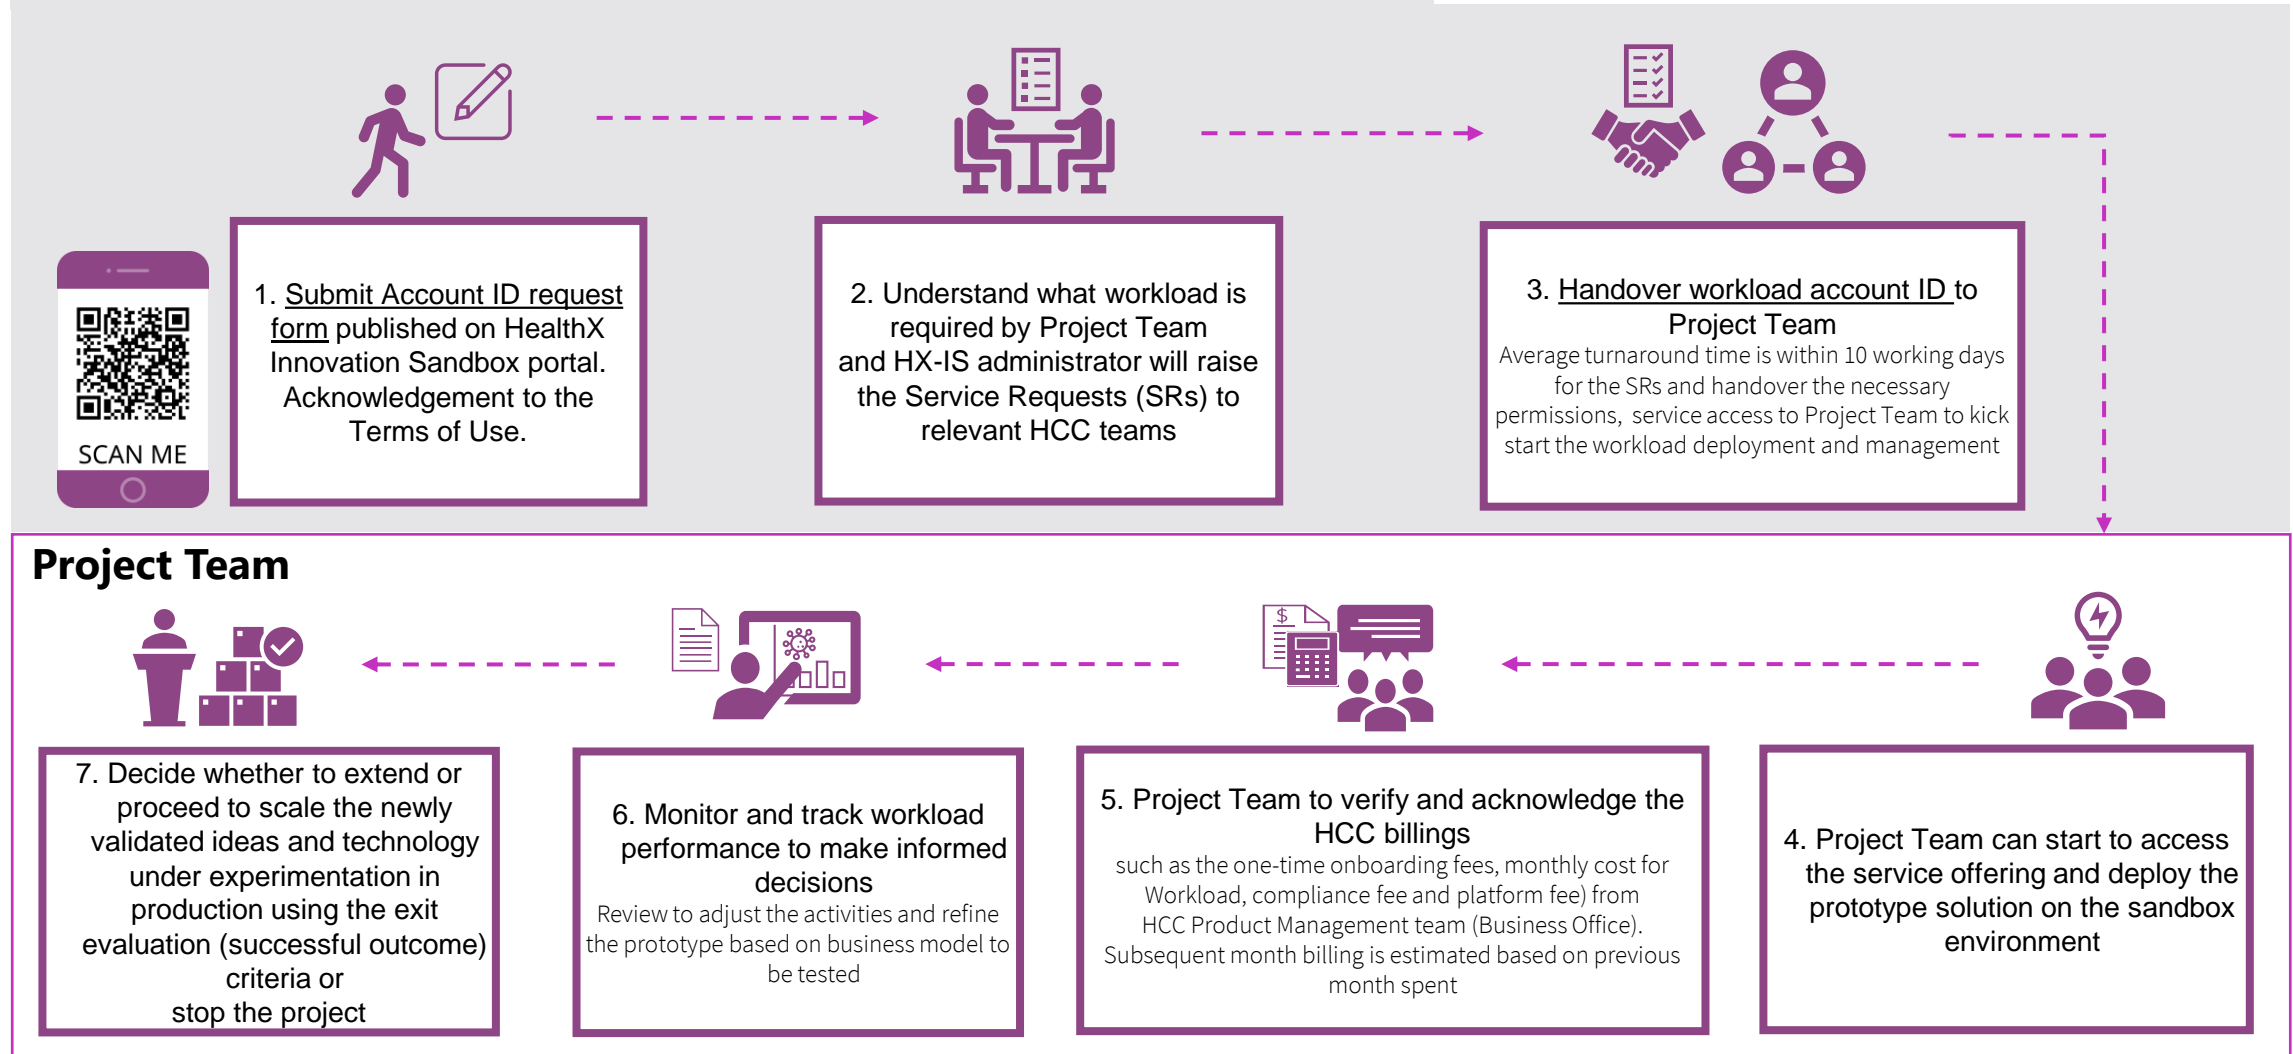 1. Submit Account ID request
form published on HealthX
Innovation Sandbox portal.
Acknowledgement to the
Terms of Use.
SCAN ME
2. Understand what workload is
required by Project Team
and HX-IS administrator will raise
the Service Requests (SRs) to
relevant HCC teams
3. Handover workload account ID to
Project Team
Average turnaround time is within 10 working days
for the SRs and handover the necessary
permissions, service access to Project Team to kick
start the workload deployment and management
Project Team
$
4. Project Team can start to access
the service offering and deploy the
prototype solution on the sandbox
environment
5. Project Team to verify and acknowledge the
HCC billings
such as the one-time onboarding fees, monthly cost for
Workload, compliance fee and platform fee) from
HCC Product Management team (Business Office).
Subsequent month billing is estimated based on previous
month spent
6. Monitor and track workload
performance to make informed
decisions
Review to adjust the activities and refine
the prototype based on business model to
be tested
7. Decide whether to extend or
proceed to scale the newly
validated ideas and technology
under experimentation in
production using the exit
evaluation (successful outcome)
criteria or
stop the project